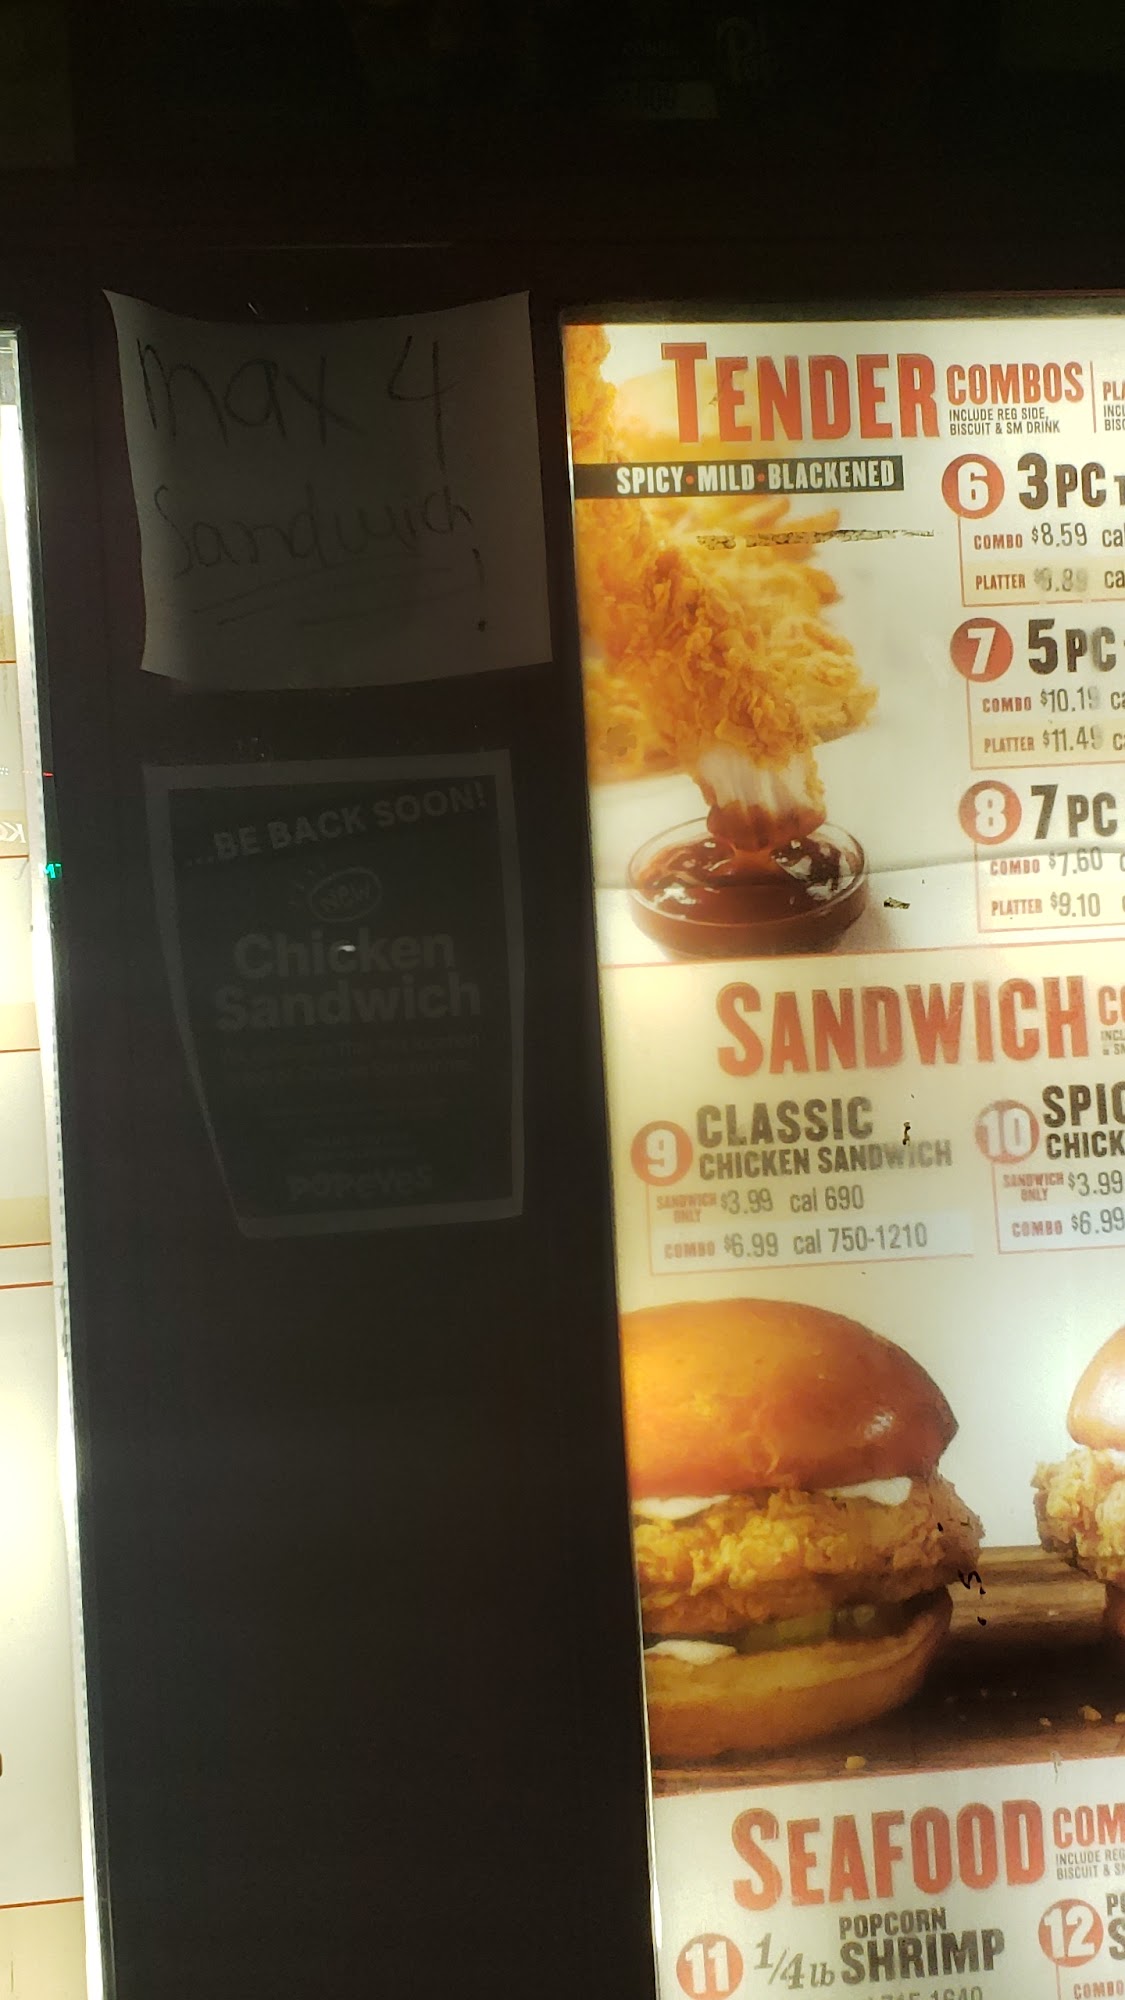 max 4
Sandwich!
...BE BACK SOON!
NEW
Chicken
Sandwich
POPEYES
TENDER COMBOS
INCLUDE REG SIDE,
BISCUIT & SM DRINK
SPICY·MILD·BLACKENED
6 3PC
COMBO $8.59
PLATTER
7 5PC
COMBO $10.19
PLATTER $11.49
8 7PC
COMBO $7.60
PLATTER $9.10
SANDWICH
9 CLASSIC
CHICKEN SANDWICH
SANDWICH ONLY $3.99 cal 690
COMBO $6.99 cal 750-1210
10
SANDWICH ONLY $3.99
COMBO $6.99
SEAFOOD
INCLUDE REG
BISCUIT &
11 1/4 lb POPCORN
SHRIMP
12
COMBO